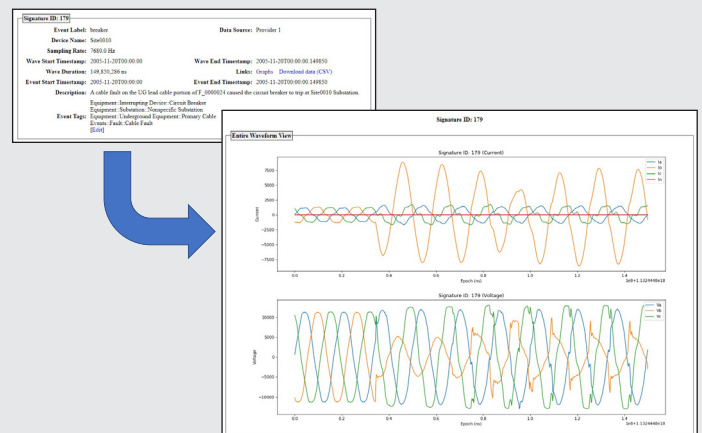 Signature ID: 179
Event Label: breaker Data Source: Provider 1
Device Name: Site0010
Sampling Rate: 7680.0 Hz
Wave Start Timestamp: 2005-11-20T00:00:00 Wave End Timestamp: 2005-11-20T00:00:00.149850
Wave Duration: 149,850,286 ns Links: Graphs Download data (CSV)
Event Start Timestamp: 2005-11-20T00:00:00 Event End Timestamp: 2005-11-20T00:00:00.149850
Description: A cable fault on the UG lead cable portion of F_0000024 caused the circuit breaker to trip at Site0010 Substation.
Equipment::Interrupting Device::Circuit Breaker
Equipment::Substation::Nonspecific Substation
Event Tags: Equipment::Underground Equipment::Primary Cable
Events::Fault::Cable Fault
[Edit]
Signature ID: 179
Entire Waveform View
Signature ID: 179 (Current)
7500
5000
2500
0
−2500
−5000
−7500
Current
0.0 0.2 0.4 0.6 0.8 1.0 1.2 1.4
Epoch (ns)
Signature ID: 179 (Voltage)
Va
Vb
Vc
10000
5000
0
−5000
−10000
Voltage
0.0 0.2 0.4 0.6 0.8 1.0 1.2 1.4
Epoch (ns)